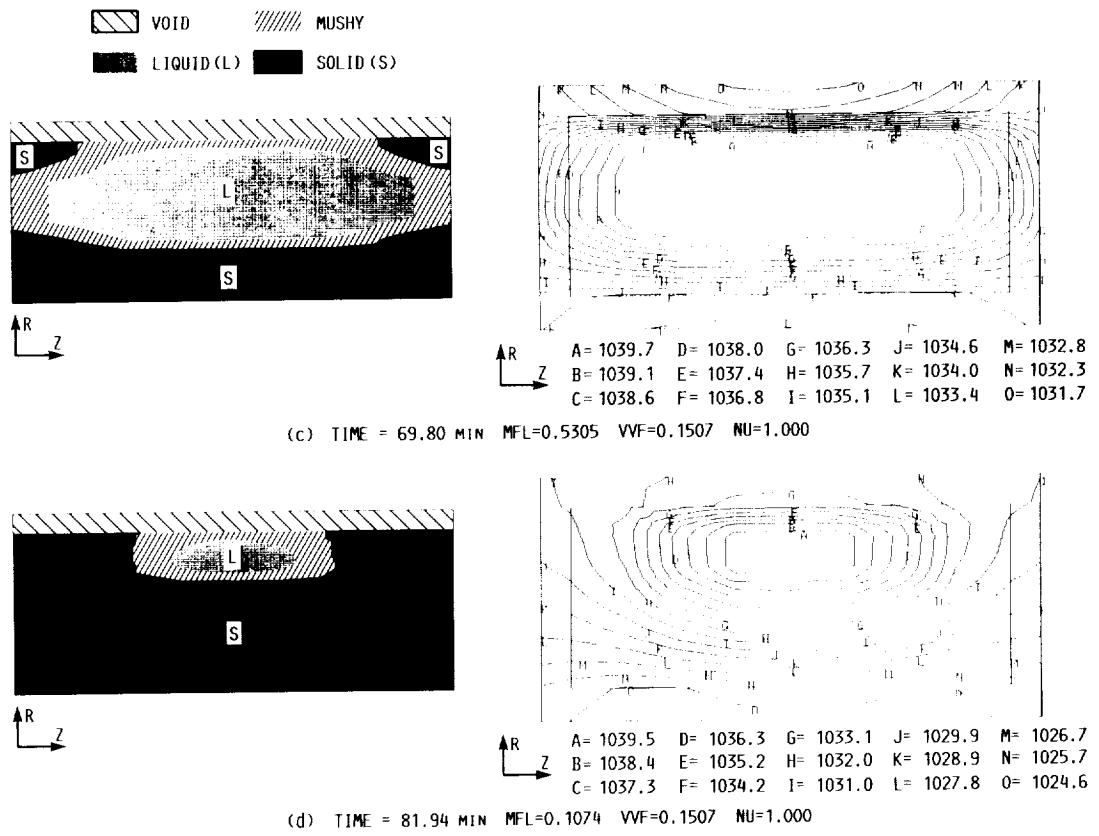 VOID
MUSHY
LIQUID(L)
SOLID(S)
S
S
L
S
R
Z
R
Z
A= 1039.7 D= 1038.0 G= 1036.3 J= 1034.6 M= 1032.8
B= 1039.1 E= 1037.4 H= 1035.7 K= 1034.0 N= 1032.3
C= 1038.6 F= 1036.8 I= 1035.1 L= 1033.4 O= 1031.7
(c) TIME = 69.80 MIN MFL=0.5305 VVF=0.1507 NU=1.000
L
S
R
Z
R
Z
A= 1039.5 D= 1036.3 G= 1033.1 J= 1029.9 M= 1026.7
B= 1038.4 E= 1035.2 H= 1032.0 K= 1028.9 N= 1025.7
C= 1037.3 F= 1034.2 I= 1031.0 L= 1027.8 O= 1024.6
(d) TIME = 81.94 MIN MFL=0.1074 VVF=0.1507 NU=1.000